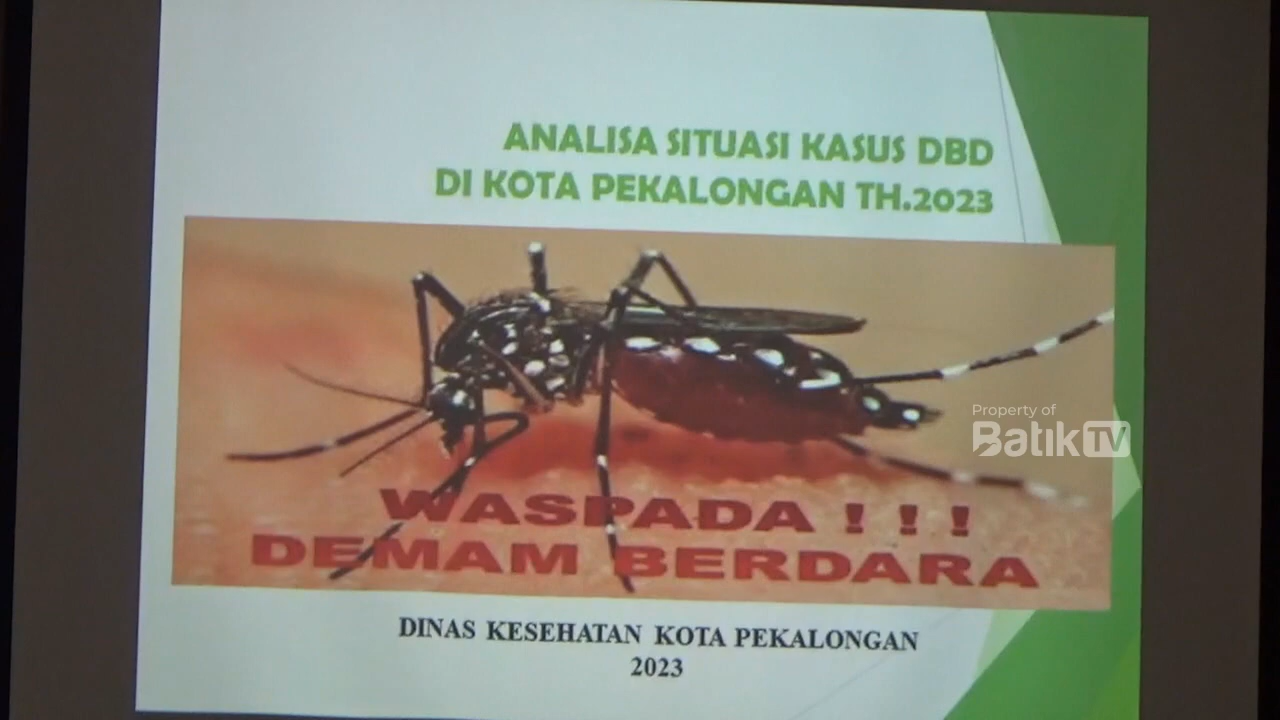 ANALISA SITUASI KASUS DBD
DI KOTA PEKALONGAN TH.2023
Property of
BatikTV
WASPADA ! ! !
DEMAM BERDARA
DINAS KESEHATAN KOTA PEKALONGAN
2023